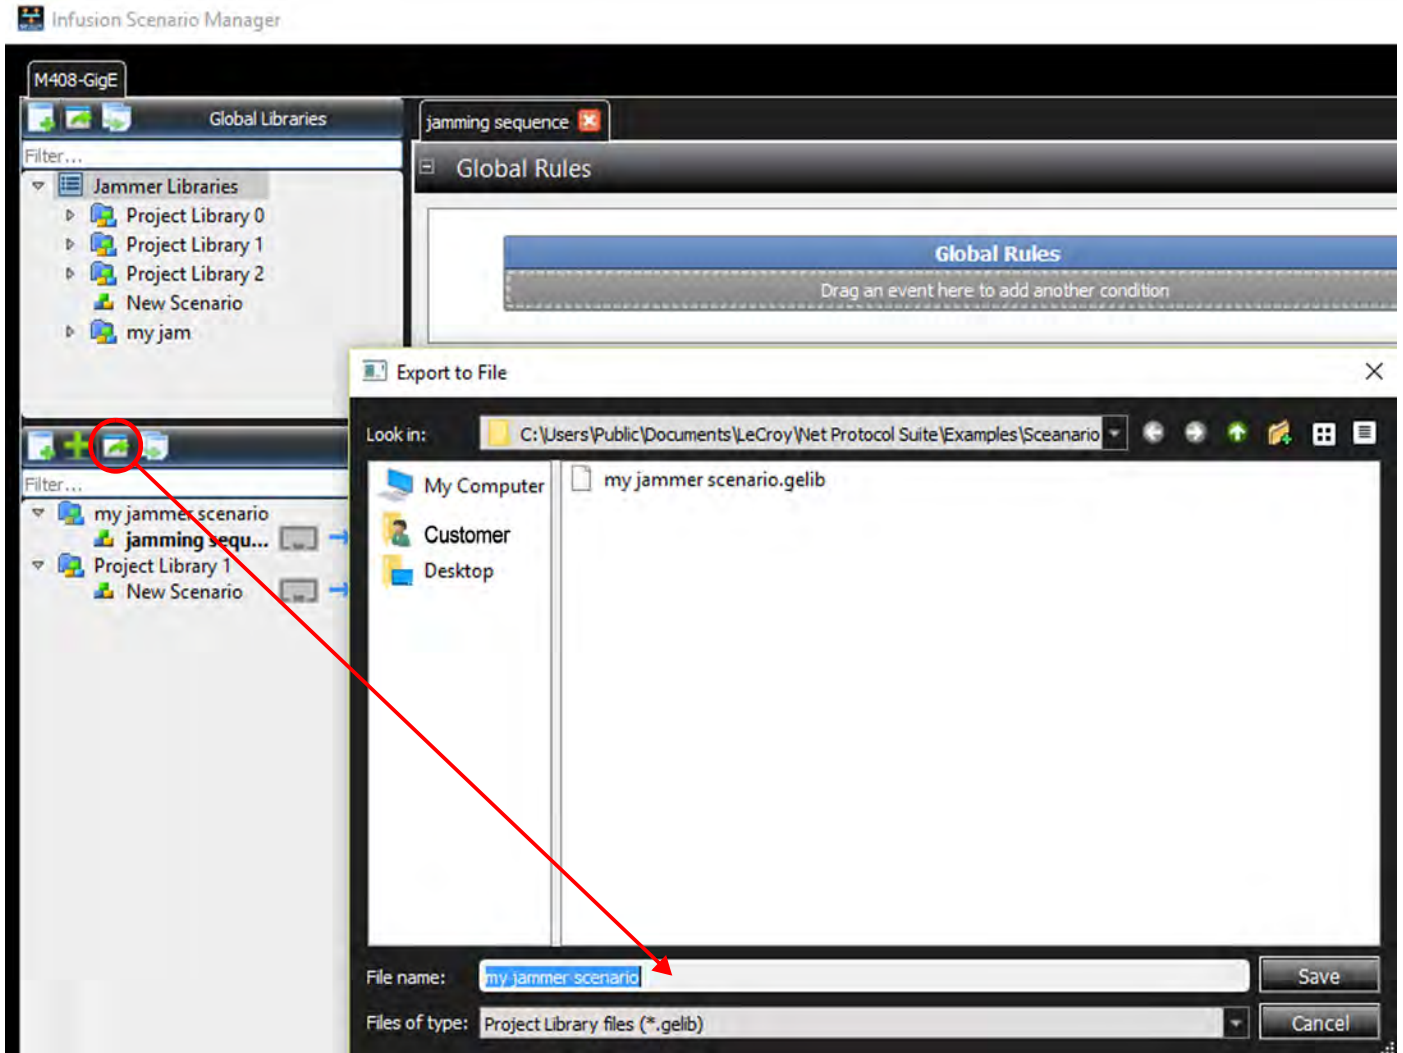 Infusion Scenario Manager
M408-GigE
Global Libraries
Filter...
Jammer Libraries
Project Library 0
Project Library 1
Project Library 2
New Scenario
my jam
jamming sequence
Global Rules
Global Rules
Drag an event here to add another condition
Filter...
my jammer scenario
jamming sequ...
Project Library 1
New Scenario
Export to File
Look in:
C:\Users\Public\Documents\LeCroy\Net Protocol Suite\Examples\Sceanario
My Computer
Customer
Desktop
my jammer scenario.gelib
File name:
my jammer scenario
Save
Files of type:
Project Library files (*.gelib)
Cancel